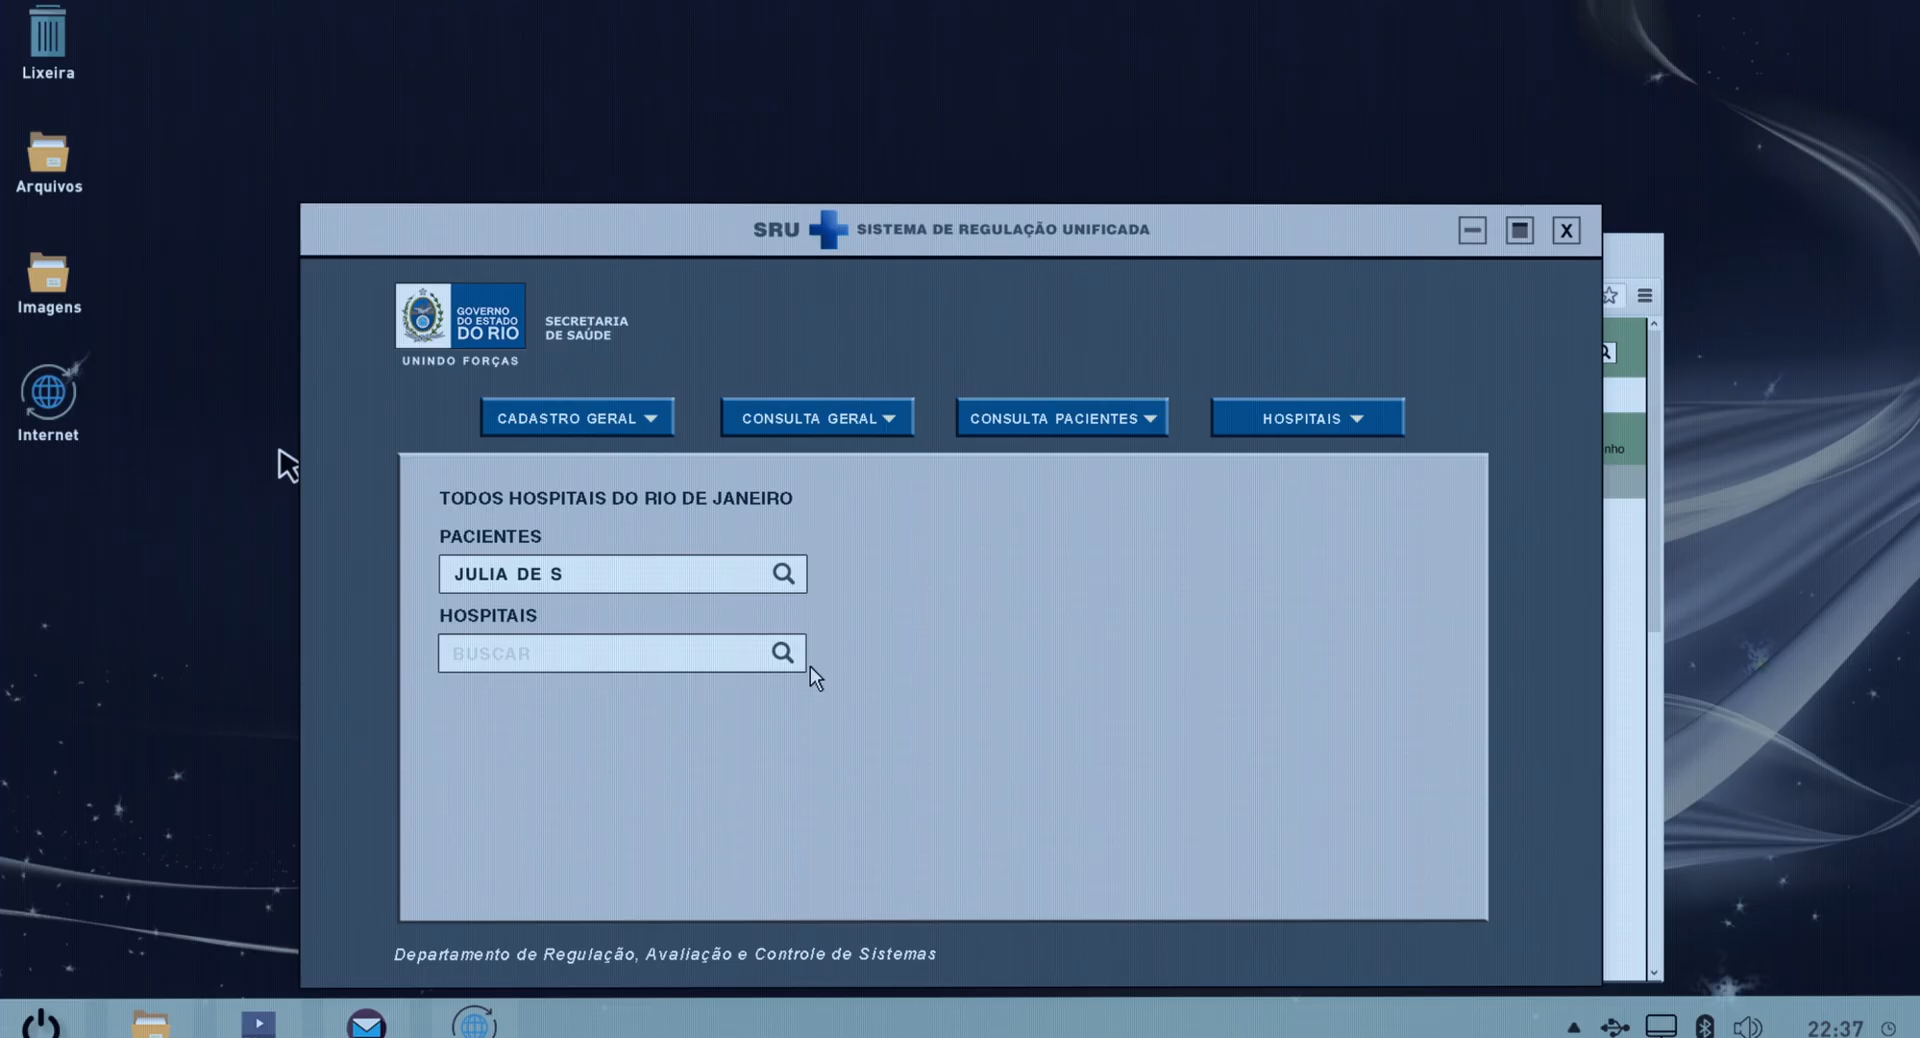 Lixeira
Arquivos
Imagens
Internet
SRU SISTEMA DE REGULAÇÃO UNIFICADA
X
GOVERNO
DO ESTADO
DO RIO
UNINDO FORÇAS
SECRETARIA
DE SAÚDE
CADASTRO GERAL
CONSULTA GERAL
CONSULTA PACIENTES
HOSPITAIS
nho
TODOS HOSPITAIS DO RIO DE JANEIRO
PACIENTES
JULIA DE S
HOSPITAIS
BUSCAR
Departamento de Regulação, Avaliação e Controle de Sistemas
22:37